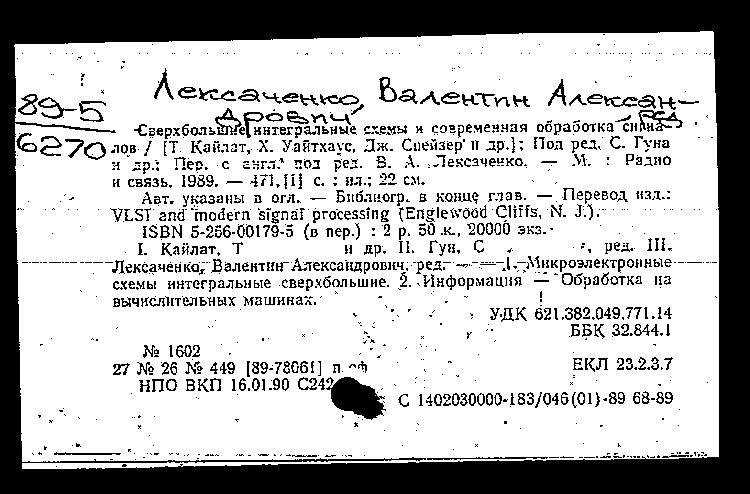 Лексаченко, Валентин Алексан-
дрович, ред.
89-5
6270
Сверхбольшие интегральные схемы и современная обработка сигна-
лов / [Т. Кайлат, Х. Уайтхаус, Дж. Спейзер и др.]; Под ред. С. Гуна
и др.; Пер. с англ. под ред. В. А. Лексаченко. — М. : Радио
и связь, 1989. — 471, [1] с. : ил.; 22 см.
Авт. указаны в огл. — Библиогр. в конце глав. — Перевод изд.:
VLSI and modern signal processing (Englewood Cliffs, N. J.).
ISBN 5-256-00179-5 (в пер.) : 2 р. 50 к., 20000 экз.
I. Кайлат, Т и др. II. Гун, С , ред. III.
Лексаченко, Валентин Александрович, ред. — — 1. Микроэлектронные
схемы интегральные сверхбольшие. 2. Информация — Обработка на
вычислительных машинах.
УДК 621.382.049.771.14
ББК 32.844.1
№ 1602
27 № 26 № 449 [89-78061]
ЕКЛ 23.2.3.7
НПО ВКП 16.01.90 С242
С 1402030000-183/046(01)-89 68-89